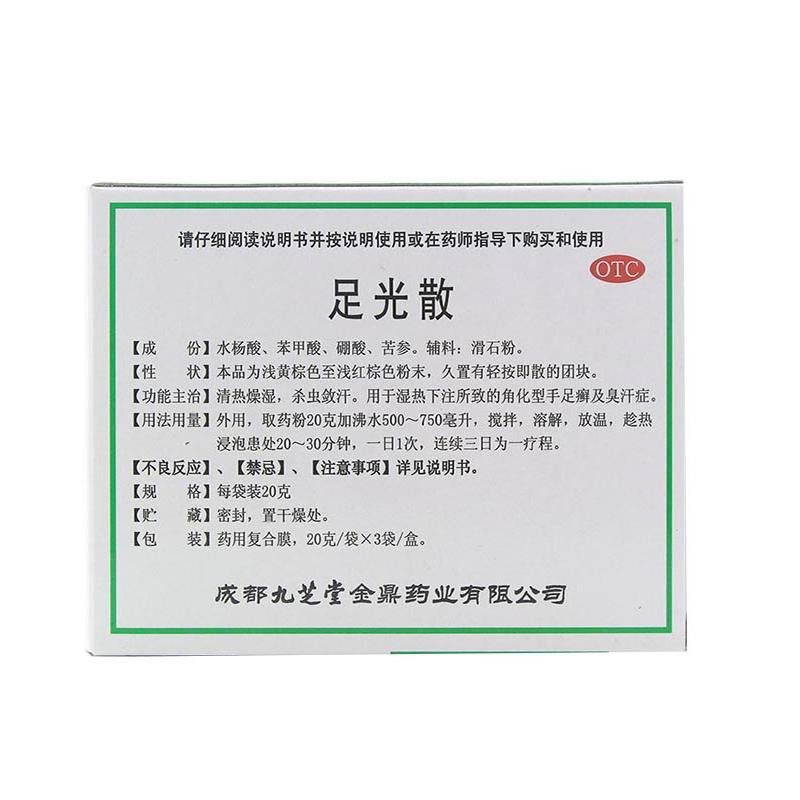 请仔细阅读说明书并按说明使用或在药师指导下购买和使用
OTC
足光散
【成　份】水杨酸、苯甲酸、硼酸、苦参。辅料：滑石粉。
【性　状】本品为浅黄棕色至浅红棕色粉末，久置有轻按即散的团块。
【功能主治】清热燥湿，杀虫敛汗。用于湿热下注所致的角化型手足癣及臭汗症。
【用法用量】外用，取药粉20克加沸水500～750毫升，搅拌，溶解，放温，趁热
浸泡患处20～30分钟，一日1次，连续三日为一疗程。
【不良反应】、【禁忌】、【注意事项】详见说明书。
【规　格】每袋装20克
【贮　藏】密封，置干燥处。
【包　装】药用复合膜，20克/袋×3袋/盒。
成都九芝堂金鼎药业有限公司